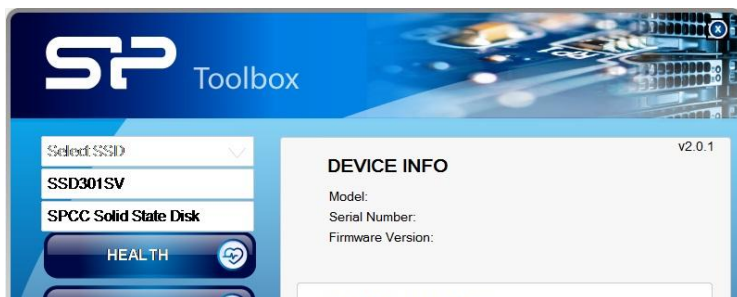 SP Toolbox
v2.0.1
Select SSD
SSD301SV
SPCC Solid State Disk
HEALTH
DEVICE INFO
Model:
Serial Number:
Firmware Version: